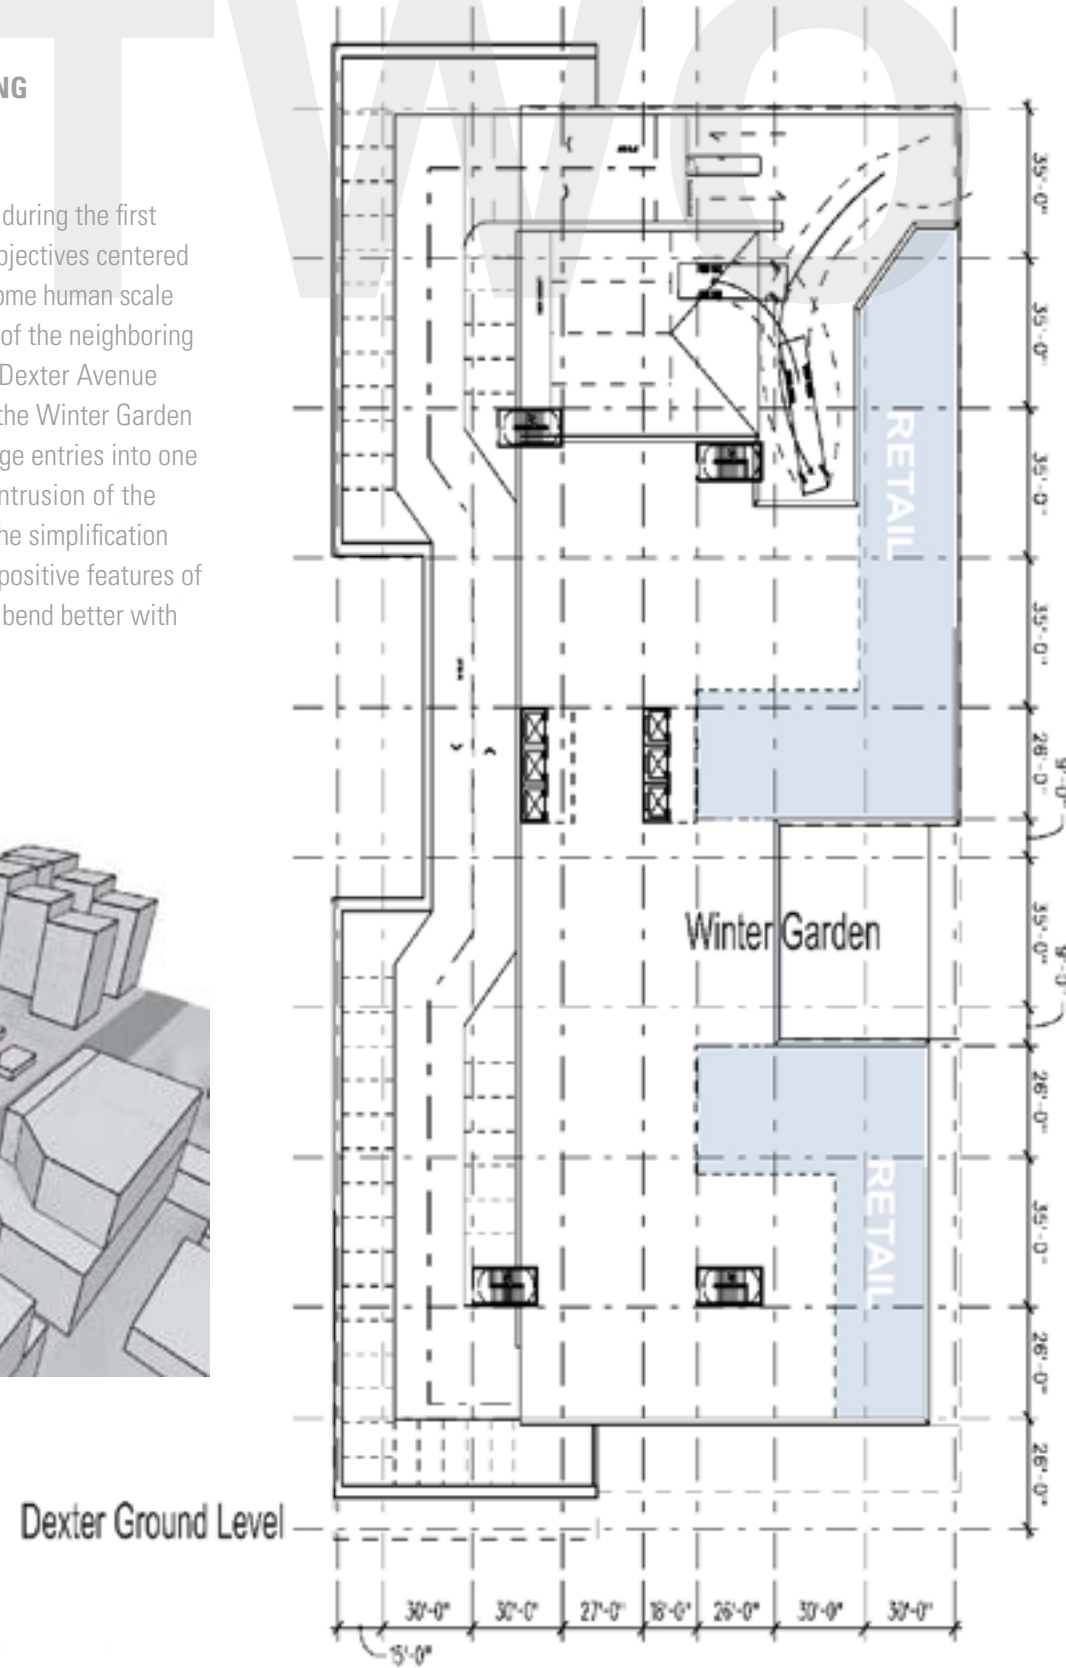 TWO
NG
during the first
bjectives centered
ome human scale
of the neighboring
Dexter Avenue
the Winter Garden
ge entries into one
ntrusion of the
he simplification
positive features of
bend better with
35'-0"
35'-0"
35'-0"
RETAIL
35'-0"
26'-0"
9'-0"
Winter Garden
35'-0"
9'-0"
26'-0"
RETAIL
35'-0"
26'-0"
26'-0"
Dexter Ground Level
30'-0" 30'-0" 27'-0" 18'-0" 26'-0" 30'-0" 30'-0"
15'-0"